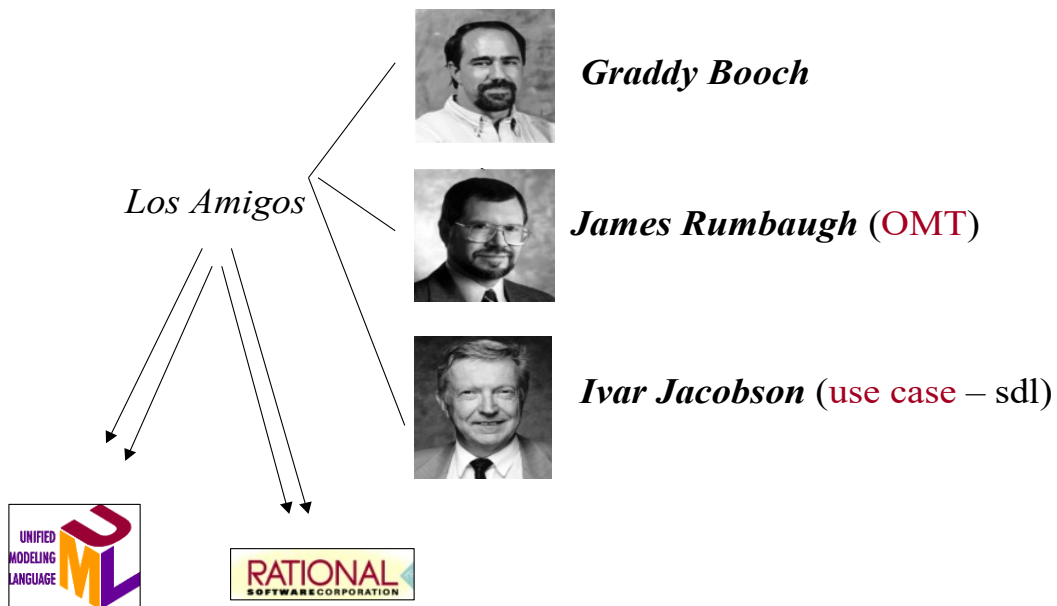 Graddy Booch
Los Amigos
James Rumbaugh (OMT)
Ivar Jacobson (use case – sdl)
UNIFIED
MODELING
LANGUAGE
UML
RATIONAL
SOFTWARE CORPORATION